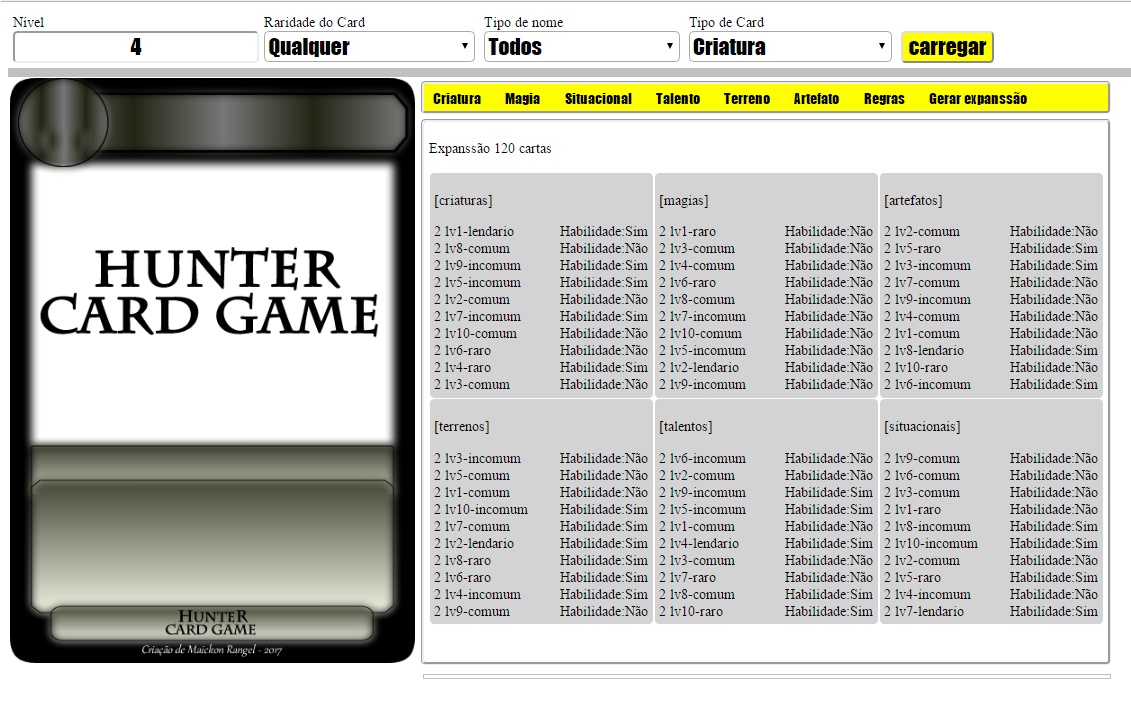 Nivel Raridade do Card Tipo de nome Tipo de Card
4 Qualquer Todos Criatura carregar
Criatura Magia Situacional Talento Terreno Artefato Regras Gerar expanssão
HUNTER
CARD GAME
HUNTER
CARD GAME
Criação de Maickon Rangel - 2017
Expanssão 120 cartas
[criaturas]
2 lv1-lendario Habilidade:Sim
2 lv8-comum Habilidade:Não
2 lv9-incomum Habilidade:Sim
2 lv5-incomum Habilidade:Sim
2 lv2-comum Habilidade:Não
2 lv7-incomum Habilidade:Sim
2 lv10-comum Habilidade:Não
2 lv6-raro Habilidade:Não
2 lv4-raro Habilidade:Sim
2 lv3-comum Habilidade:Não
[magias]
2 lv1-raro Habilidade:Não
2 lv3-comum Habilidade:Não
2 lv4-comum Habilidade:Não
2 lv6-raro Habilidade:Não
2 lv8-comum Habilidade:Não
2 lv7-incomum Habilidade:Não
2 lv10-comum Habilidade:Não
2 lv5-incomum Habilidade:Não
2 lv2-lendario Habilidade:Não
2 lv9-incomum Habilidade:Não
[artefatos]
2 lv2-comum Habilidade:Não
2 lv5-raro Habilidade:Sim
2 lv3-incomum Habilidade:Sim
2 lv7-comum Habilidade:Não
2 lv9-incomum Habilidade:Não
2 lv4-comum Habilidade:Não
2 lv1-comum Habilidade:Não
2 lv8-lendario Habilidade:Sim
2 lv10-raro Habilidade:Não
2 lv6-incomum Habilidade:Sim
[terrenos]
2 lv3-incomum Habilidade:Não
2 lv5-comum Habilidade:Não
2 lv1-comum Habilidade:Não
2 lv10-incomum Habilidade:Sim
2 lv7-comum Habilidade:Não
2 lv2-lendario Habilidade:Sim
2 lv8-raro Habilidade:Sim
2 lv6-raro Habilidade:Sim
2 lv4-incomum Habilidade:Sim
2 lv9-comum Habilidade:Não
[talentos]
2 lv6-incomum Habilidade:Não
2 lv2-comum Habilidade:Não
2 lv9-incomum Habilidade:Sim
2 lv5-incomum Habilidade:Sim
2 lv1-comum Habilidade:Não
2 lv4-lendario Habilidade:Sim
2 lv3-comum Habilidade:Não
2 lv7-raro Habilidade:Não
2 lv8-comum Habilidade:Sim
2 lv10-raro Habilidade:Sim
[situacionais]
2 lv9-comum Habilidade:Não
2 lv6-comum Habilidade:Não
2 lv3-comum Habilidade:Não
2 lv1-raro Habilidade:Não
2 lv8-incomum Habilidade:Sim
2 lv10-incomum Habilidade:Sim
2 lv2-comum Habilidade:Não
2 lv5-raro Habilidade:Sim
2 lv4-incomum Habilidade:Não
2 lv7-lendario Habilidade:Sim